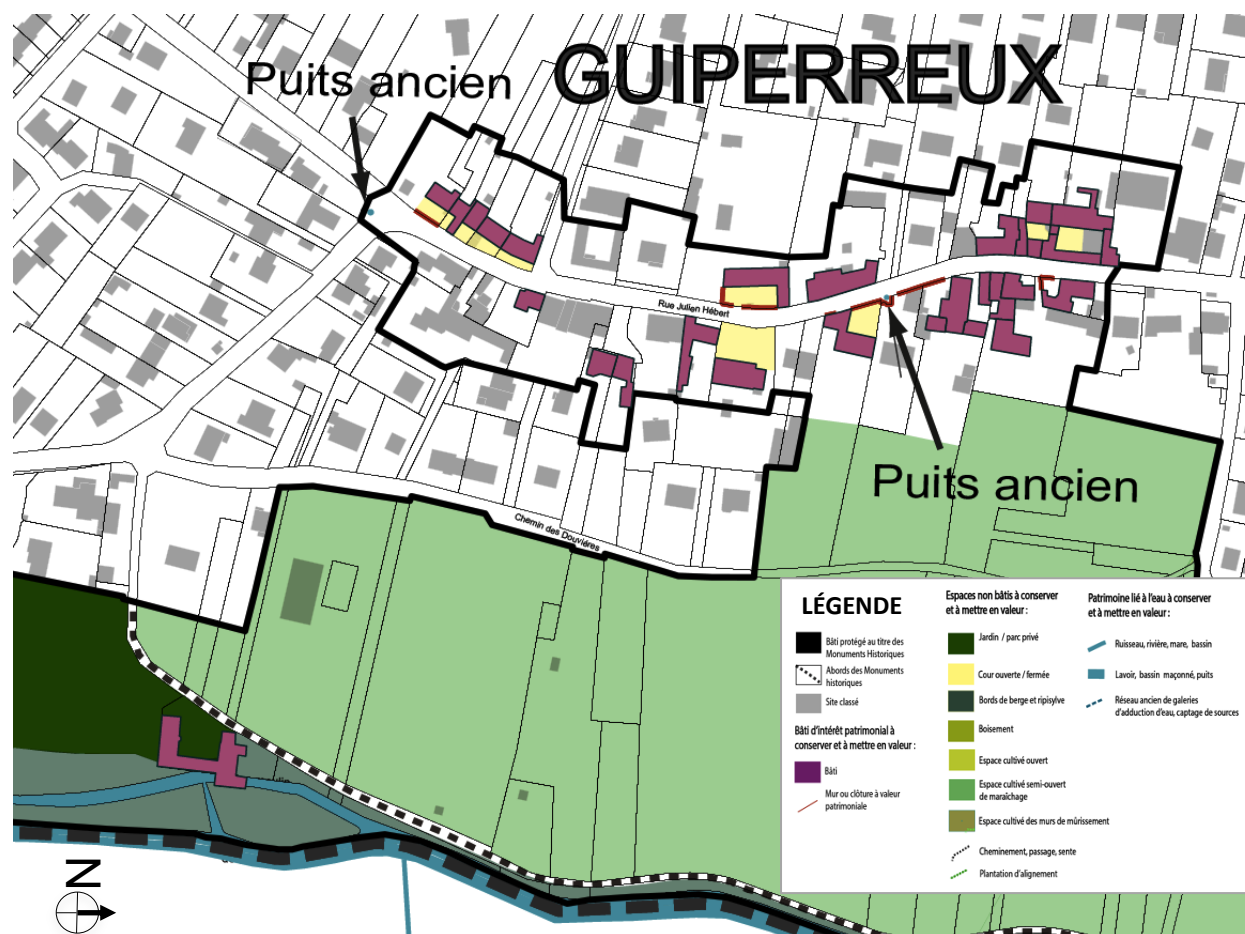 GUIPERREUX
Puits ancien
Rue Julien Hébert
Puits ancien
Chemin des Douvières
LÉGENDE
Bâti protégé au titre des
Monuments Historiques
Abords des Monuments
historiques
Site classé
Bâti d'intérêt patrimonial à
conserver et à mettre en valeur :
Bâti
Mur ou clôture à valeur
patrimoniale
Espaces non bâtis à conserver
et à mettre en valeur :
Jardin / parc privé
Cour ouverte / fermée
Bords de berge et ripisylve
Boisement
Espace cultivé ouvert
Espace cultivé semi-ouvert
de maraîchage
Espace cultivé des murs de mûrissement
Cheminement, passage, sente
Plantation d'alignement
Patrimoine lié à l'eau à conserver
et à mettre en valeur :
Ruisseau, rivière, mare, bassin
Lavoir, bassin maçonné, puits
Réseau ancien de galeries
d'adduction d'eau, captage de sources
N